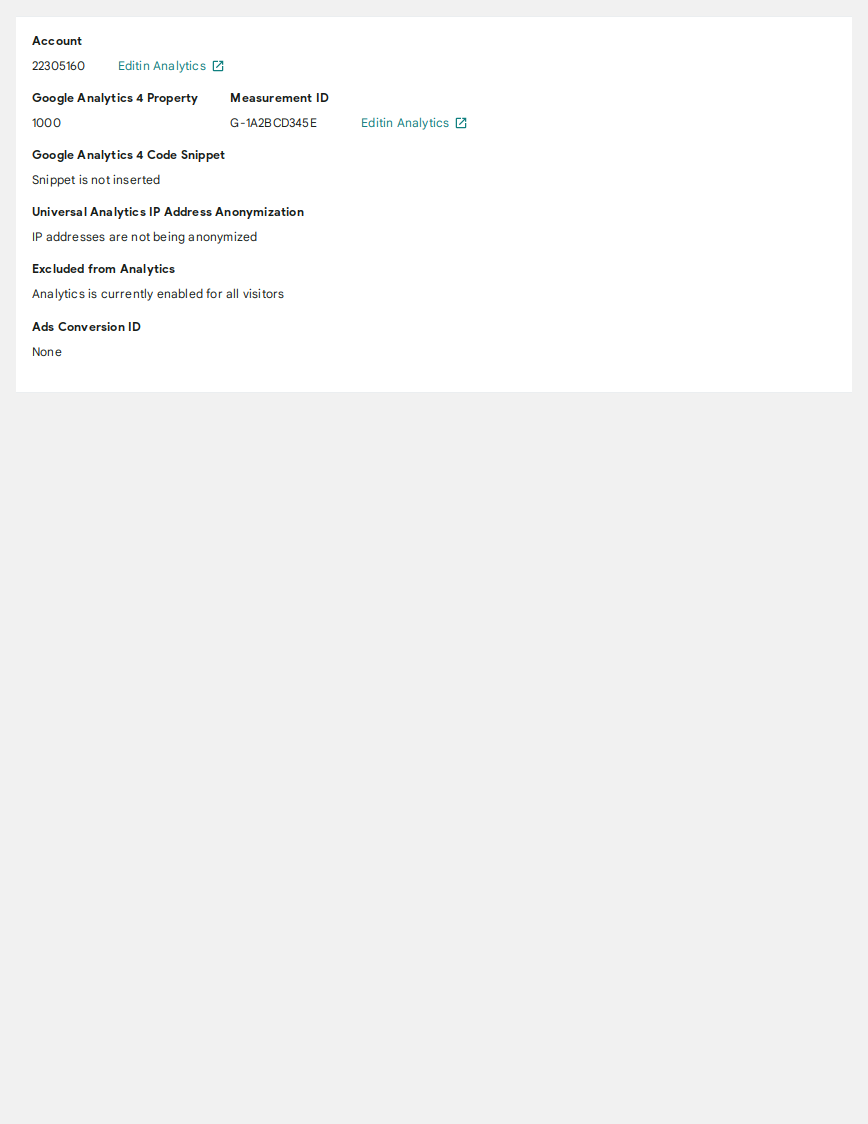 Account
22305160 Editin Analytics
Google Analytics 4 Property Measurement ID
1000 G-1A2BCD345E Editin Analytics
Google Analytics 4 Code Snippet
Snippet is not inserted
Universal Analytics IP Address Anonymization
IP addresses are not being anonymized
Excluded from Analytics
Analytics is currently enabled for all visitors
Ads Conversion ID
None